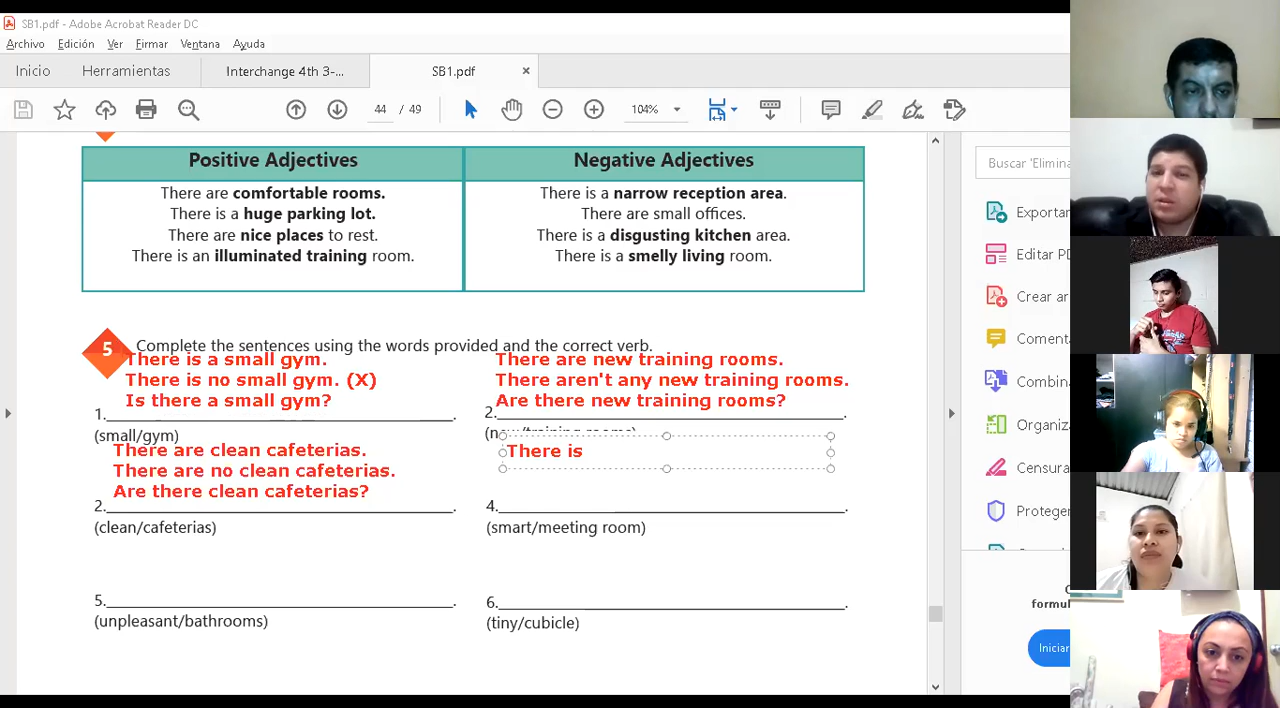 SB1.pdf - Adobe Acrobat Reader DC
Archivo Edición Ver Firmar Ventana Ayuda
Inicio Herramientas Interchange 4th 3-... SB1.pdf ×
44 / 49 104%
Positive Adjectives
There are comfortable rooms.
There is a huge parking lot.
There are nice places to rest.
There is an illuminated training room.
Negative Adjectives
There is a narrow reception area.
There are small offices.
There is a disgusting kitchen area.
There is a smelly living room.
5 Complete the sentences using the words provided and the correct verb.
There is a small gym.
There is no small gym. (X)
Is there a small gym?
1.
(small/gym)
There are new training rooms.
There aren't any new training rooms.
Are there new training rooms?
2.
(new/training rooms)
There are clean cafeterias.
There are no clean cafeterias.
Are there clean cafeterias?
2.
(clean/cafeterias)
There is
4.
(smart/meeting room)
5.
(unpleasant/bathrooms)
6.
(tiny/cubicle)
Buscar 'Elimina
Exportar
Editar PD
Crear ar
Coment
Combin
Organiz
Censura
Proteger
formul
Iniciar